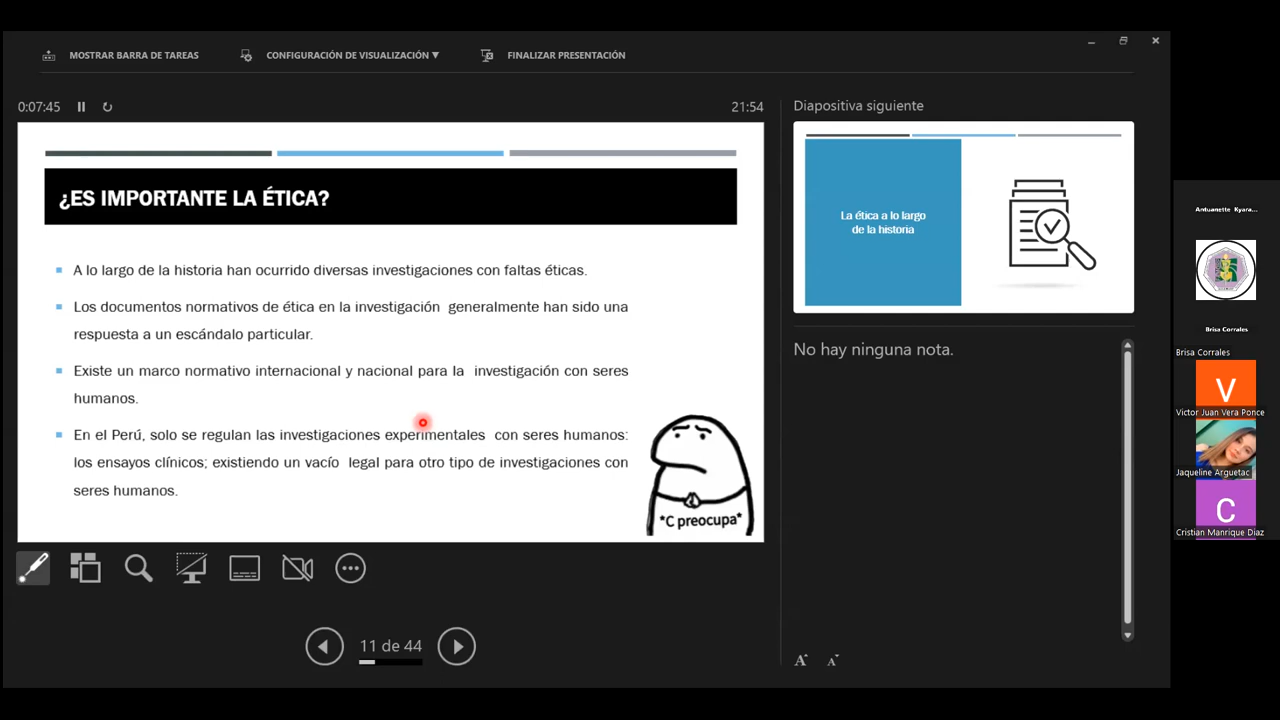 MOSTRAR BARRA DE TAREAS
CONFIGURACIÓN DE VISUALIZACIÓN ▼
FINALIZAR PRESENTACIÓN
0:07:45
21:54
Diapositiva siguiente
¿ES IMPORTANTE LA ÉTICA?
A lo largo de la historia han ocurrido diversas investigaciones con faltas éticas.
Los documentos normativos de ética en la investigación generalmente han sido una
respuesta a un escándalo particular.
Existe un marco normativo internacional y nacional para la investigación con seres
humanos.
En el Perú, solo se regulan las investigaciones experimentales con seres humanos:
los ensayos clínicos; existiendo un vacío legal para otro tipo de investigaciones con
seres humanos.
*C preocupa*
11 de 44
La ética a lo largo
de la historia
No hay ninguna nota.
A A
Antuanette Kyara...
Brisa Corrales
Brisa Corrales
V
Victor Juan Vera Ponce
Jaqueline Arguetac
C
Cristian Manrique Diaz